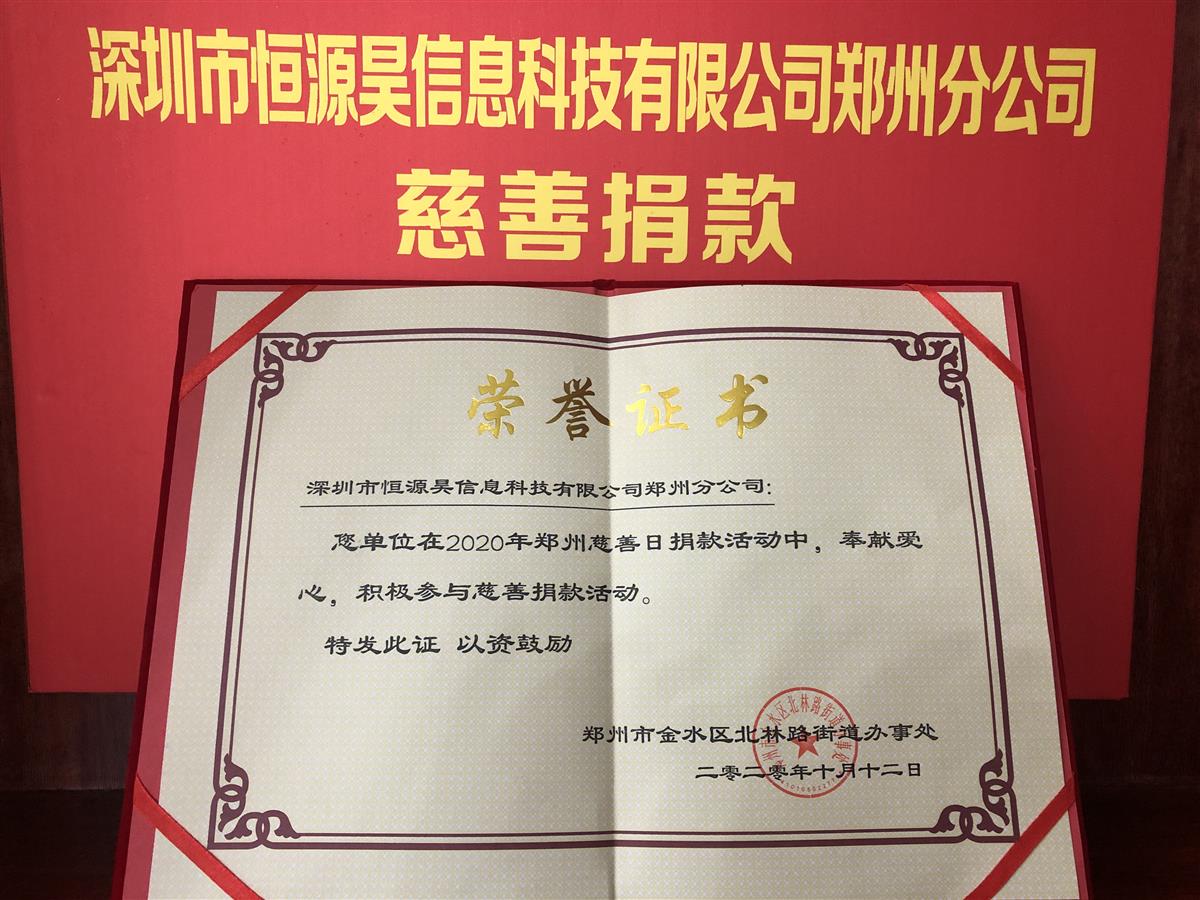 深圳市恒源昊信息科技有限公司郑州分公司
慈善捐款
荣誉证书
深圳市恒源昊信息科技有限公司郑州分公司:
您单位在2020年郑州慈善日捐款活动中，奉献爱
心，积极参与慈善捐款活动。
特发此证 以资鼓励
郑州市金水区北林路街道办事处
二零二零年十月十二日